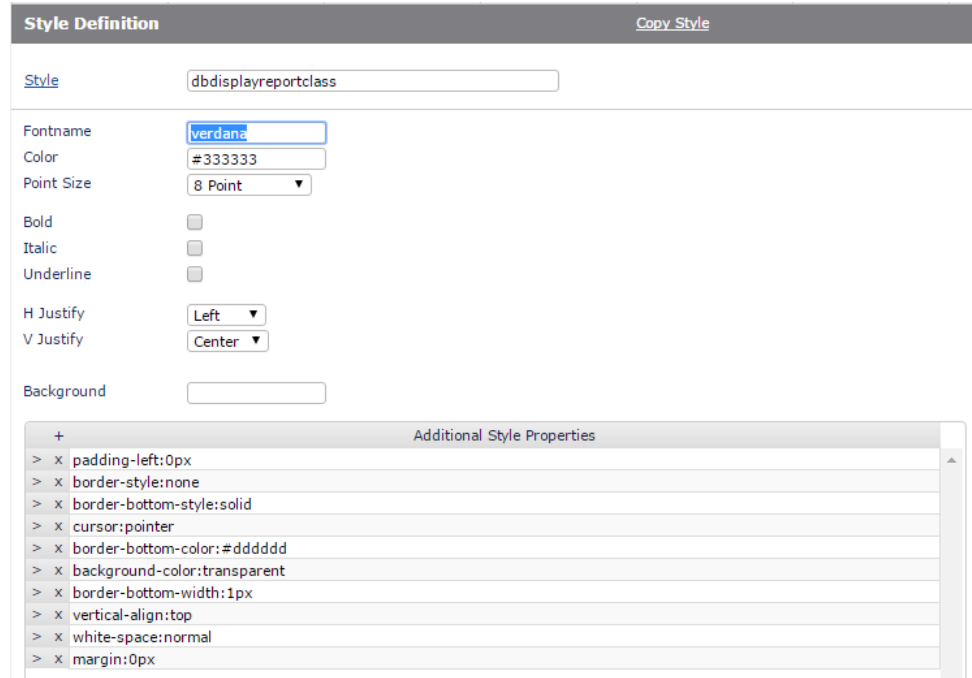 Style Definition Copy Style
Style dbdisplayreportclass
Fontname verdana
Color #333333
Point Size 8 Point ▼
Bold
Italic
Underline
H Justify Left ▼
V Justify Center ▼
Background
+ Additional Style Properties
> x padding-left:0px
> x border-style:none
> x border-bottom-style:solid
> x cursor:pointer
> x border-bottom-color:#dddddd
> x background-color:transparent
> x border-bottom-width:1px
> x vertical-align:top
> x white-space:normal
> x margin:0px